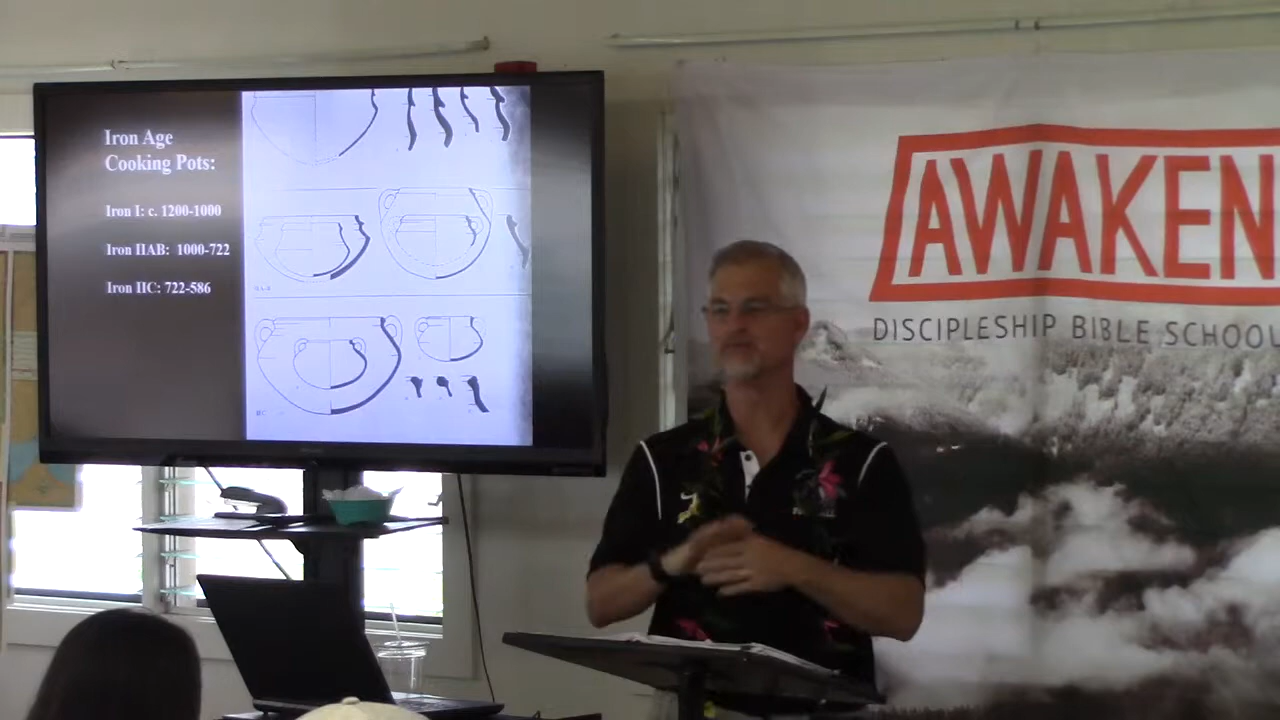 Iron Age
Cooking Pots:
Iron I: c. 1200-1000
Iron IIAB: 1000-722
Iron IIC: 722-586
AWAKEN
DISCIPLESHIP BIBLE SCHOOL